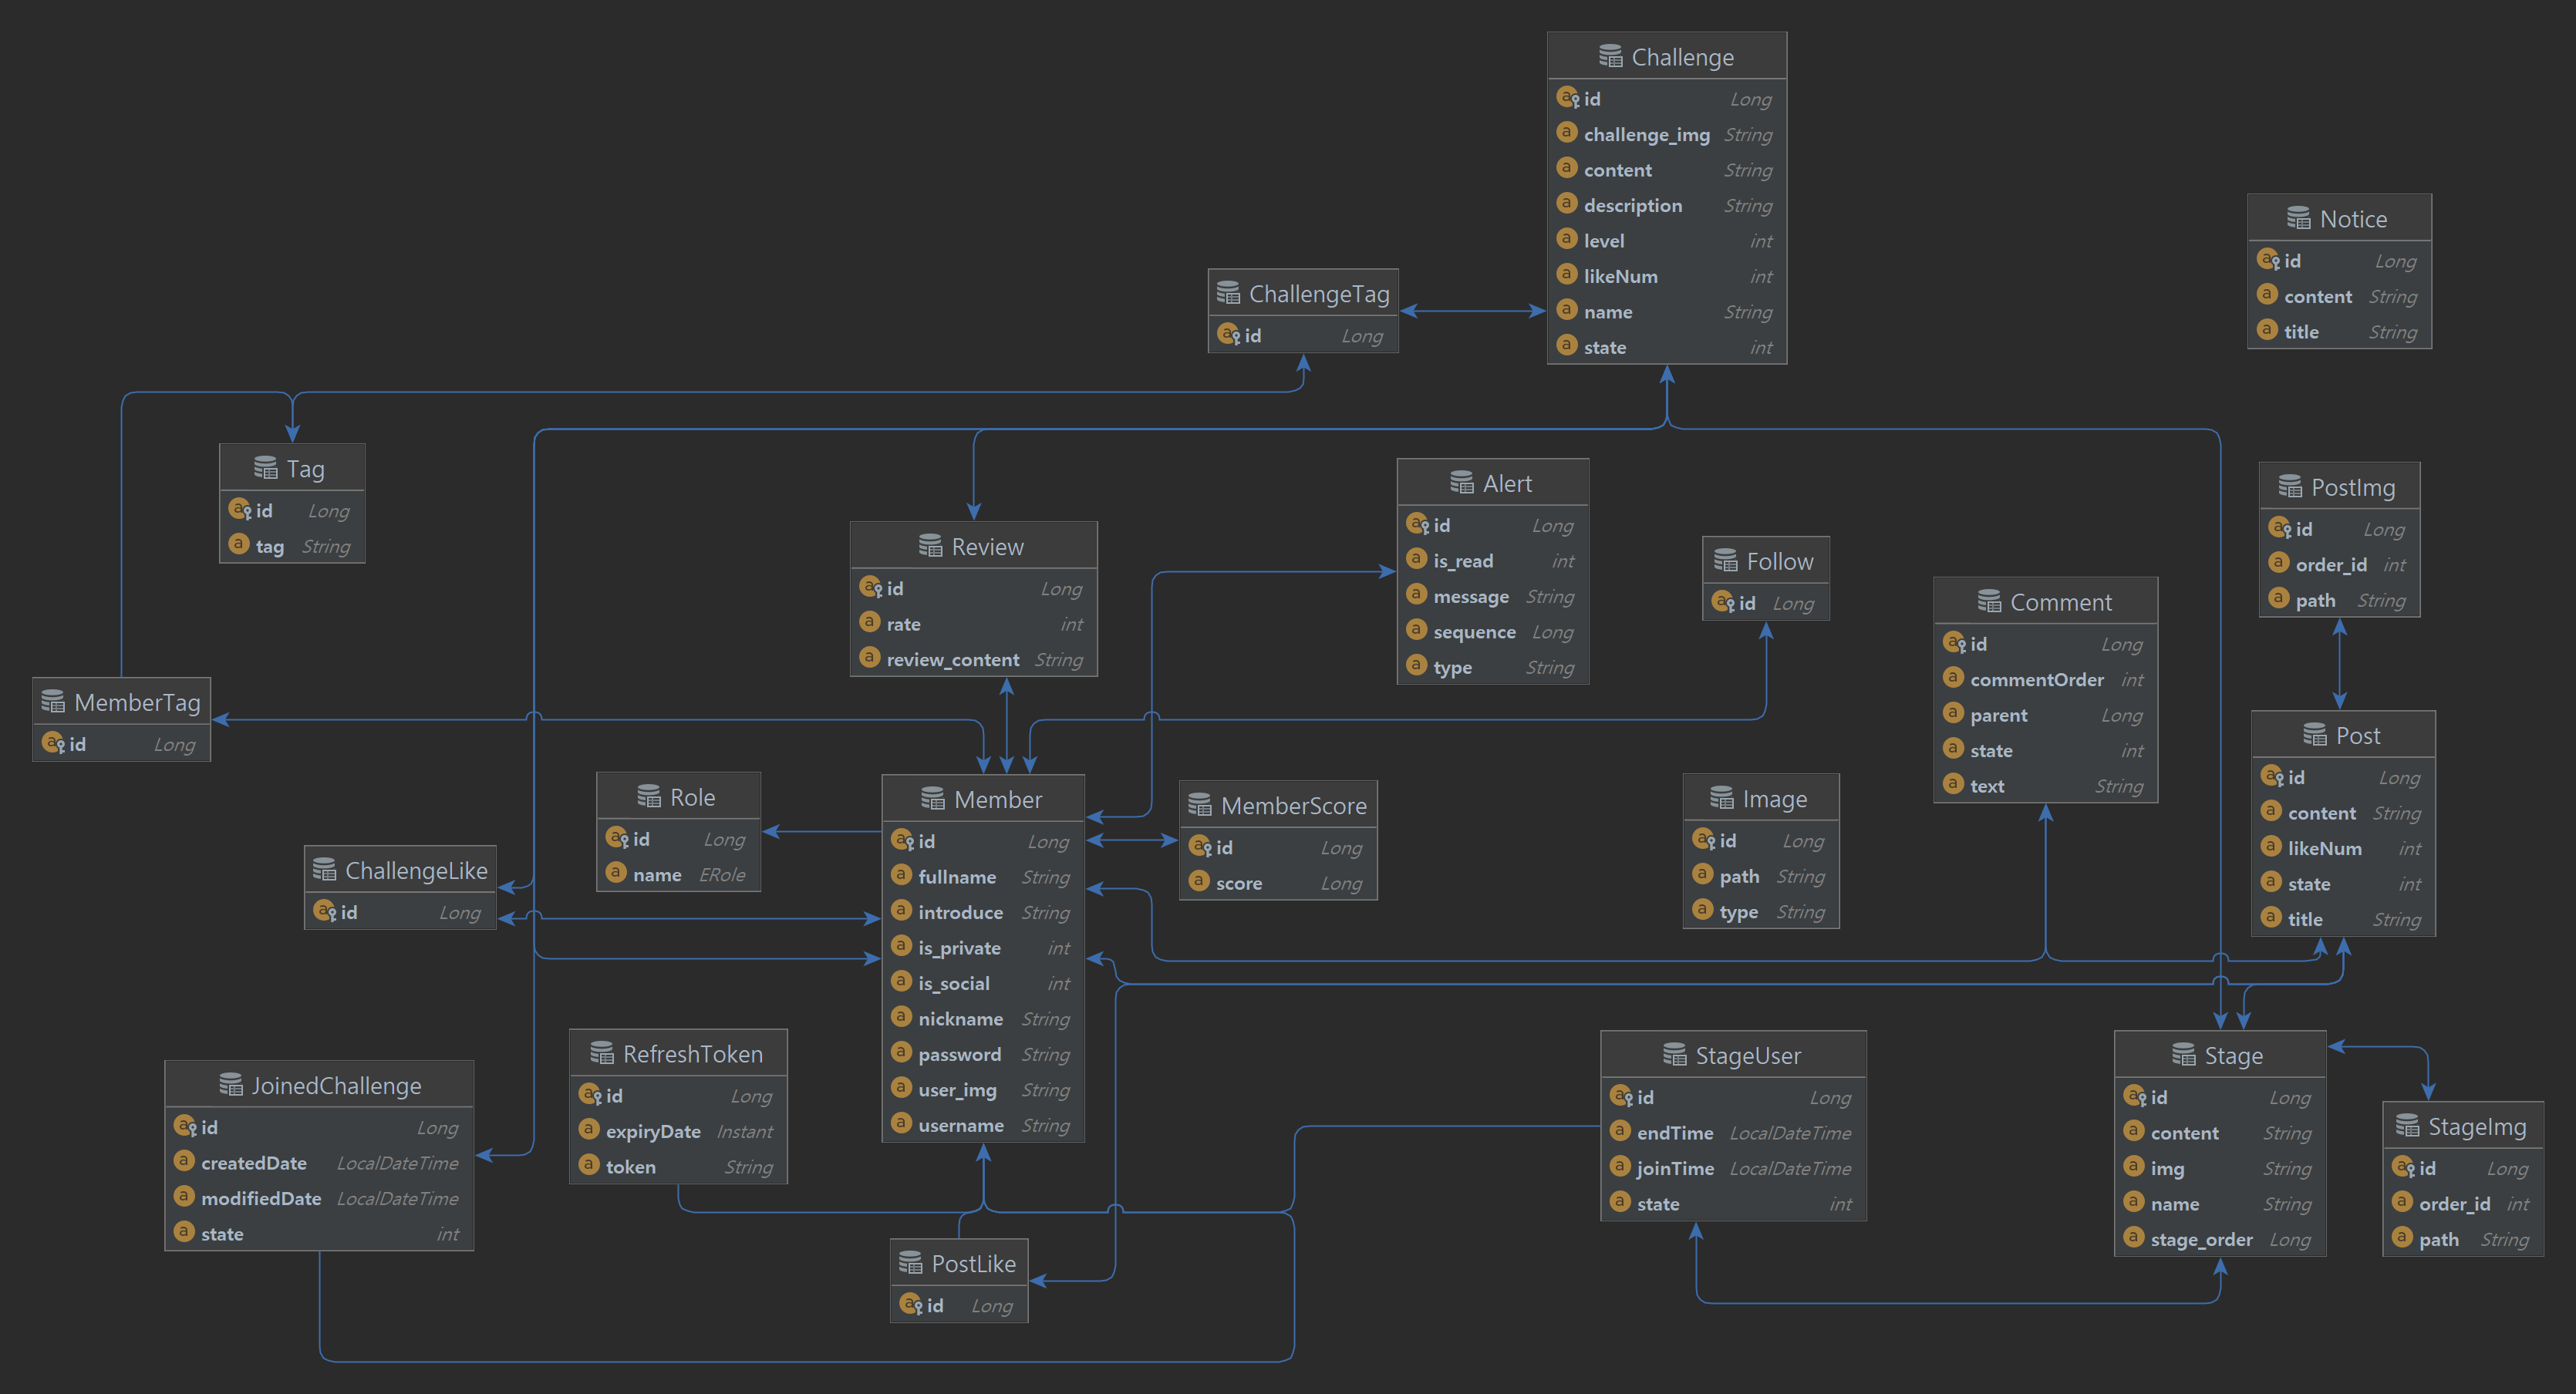 Challenge
id Long
challenge_img String
content String
description String
level int
likeNum int
name String
state int
Notice
id Long
content String
title String
ChallengeTag
id Long
Tag
id Long
tag String
Review
id Long
rate int
review_content String
Alert
id Long
is_read int
message String
sequence Long
type String
Follow
id Long
Comment
id Long
commentOrder int
parent Long
state int
text String
PostImg
id Long
order_id int
path String
MemberTag
id Long
Role
id Long
name ERole
Member
id Long
fullname String
introduce String
is_private int
is_social int
nickname String
password String
user_img String
username String
MemberScore
id Long
score Long
Image
id Long
path String
type String
Post
id Long
content String
likeNum int
state int
title String
ChallengeLike
id Long
JoinedChallenge
id Long
createdDate LocalDateTime
modifiedDate LocalDateTime
state int
RefreshToken
id Long
expiryDate Instant
token String
PostLike
id Long
StageUser
id Long
endTime LocalDateTime
joinTime LocalDateTime
state int
Stage
id Long
content String
img String
name String
stage_order Long
StageImg
id Long
order_id int
path String